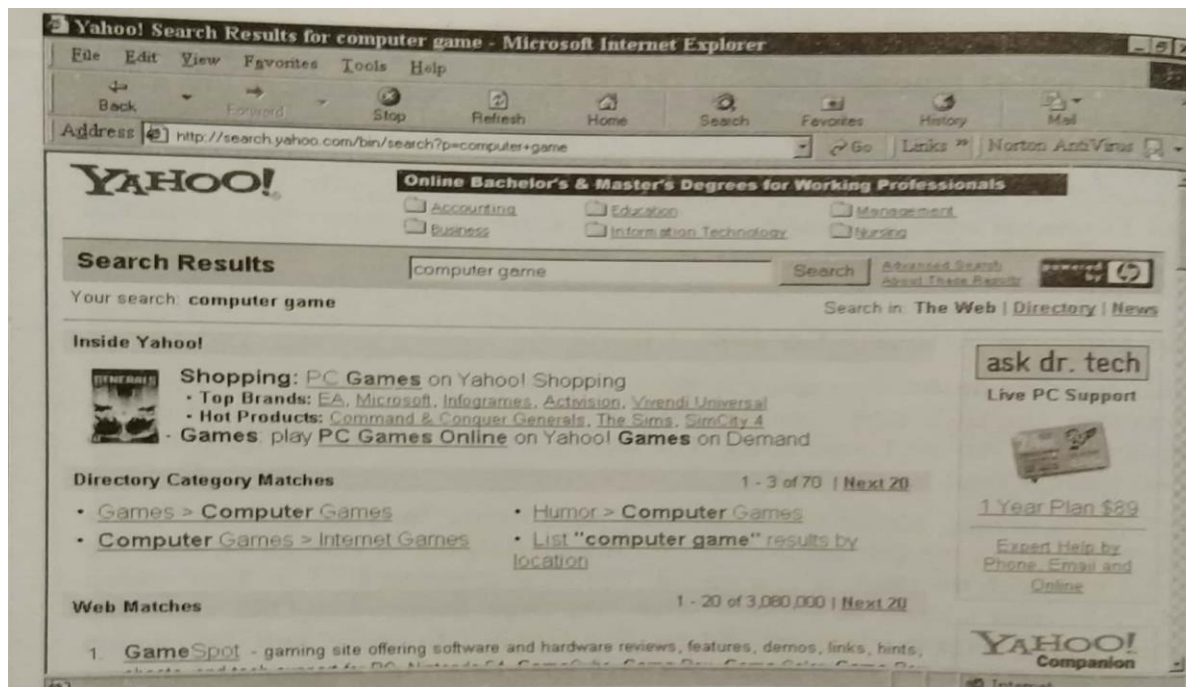 Yahoo! Search Results for computer game - Microsoft Internet Explorer
File Edit View Favorites Tools Help
Back Forward Stop Refresh Home Search Favorites History Mail
Address http://search.yahoo.com/bin/search?p=computer+game Go Links » Norton AntiVirus
YAHOO!
Online Bachelor's & Master's Degrees for Working Professionals
Accounting Education Management
Business Information Technology Nursing
Search Results computer game Search Advanced Search
About These Results
powered by hp
Your search: computer game
Search in: The Web | Directory | News
Inside Yahoo!
GENERALS
Shopping: PC Games on Yahoo! Shopping
• Top Brands: EA, Microsoft, Infogrames, Activision, Vivendi Universal
• Hot Products: Command & Conquer Generals, The Sims, SimCity 4
- Games: play PC Games Online on Yahoo! Games on Demand
ask dr. tech
Live PC Support
1 Year Plan $89
Expert Help by
Phone, Email and
Online
Directory Category Matches 1 - 3 of 70 | Next 20
• Games > Computer Games • Humor > Computer Games
• Computer Games > Internet Games • List "computer game" results by
location
Web Matches 1 - 20 of 3,080,000 | Next 20
1. GameSpot - gaming site offering software and hardware reviews, features, demos, links, hints,
YAHOO!
Companion
Internet